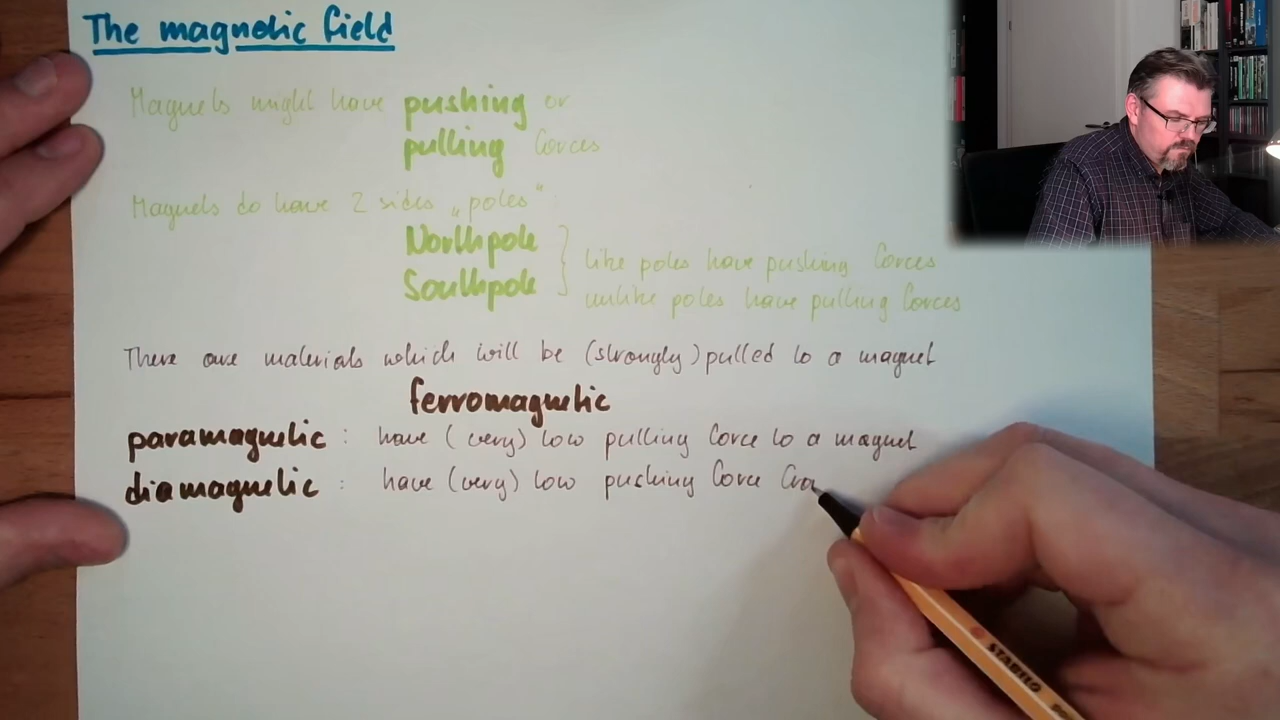 The magnetic field
Magnets might have pushing or
pulling forces
Magnets do have 2 sides „poles“
Northpole
Southpole
like poles have pushing forces
unlike poles have pulling forces
There are materials which will be (strongly) pulled to a magnet
ferromagnetic
paramagnetic : have (very) low pulling force to a magnet
diamagnetic : have (very) low pushing force fro
STABILO